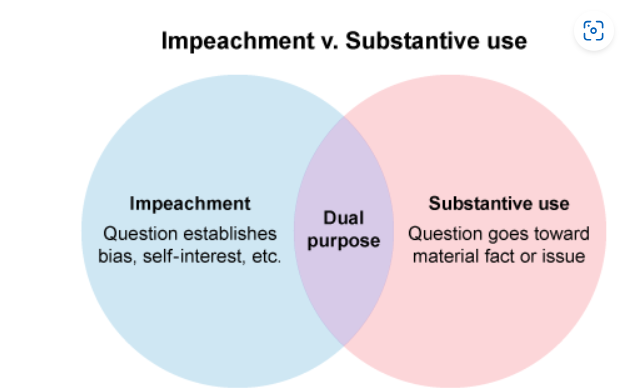 Impeachment v. Substantive use
Impeachment
Question establishes
bias, self-interest, etc.
Dual
purpose
Substantive use
Question goes toward
material fact or issue